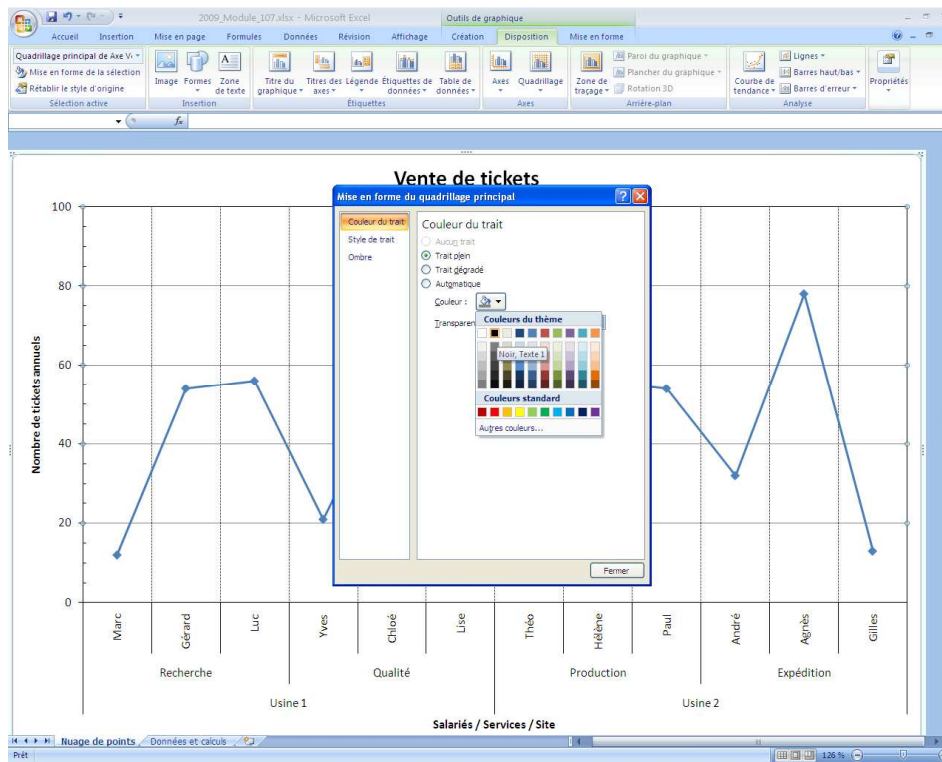 2009_Module_107.xlsx - Microsoft Excel
Outils de graphique
Accueil Insertion Mise en page Formules Données Révision Affichage Création Disposition Mise en forme
Quadrillage principal de Axe Ve
Mise en forme de la sélection
Rétablir le style d'origine
Sélection active
Image Formes Zone de texte
Insertion
Titre du graphique Titres des axes Légende Étiquettes de données Table de données
Étiquettes
Axes Quadrillage
Axes
Zone de traçage
Paroi du graphique
Plancher du graphique
Rotation 3D
Arrière-plan
Courbe de tendance
Lignes
Barres haut/bas
Barres d'erreur
Analyse
Propriétés
fx
Vente de tickets
Nombre de tickets annuels
100
80
60
40
20
0
Mise en forme du quadrillage principal
Couleur du trait
Style de trait
Ombre
Couleur du trait
Aucun trait
Trait plein
Trait dégradé
Automatique
Couleur :
Transparen
Couleurs du thème
Noir, Texte 1
Couleurs standard
Autres couleurs...
Fermer
Marc Gérard Luc Yves Chloé Lise Théo Hélène Paul André Agnès Gilles
Recherche Qualité Production Expédition
Usine 1 Usine 2
Salariés / Services / Site
Nuage de points Données et calculs
Prêt 126 %